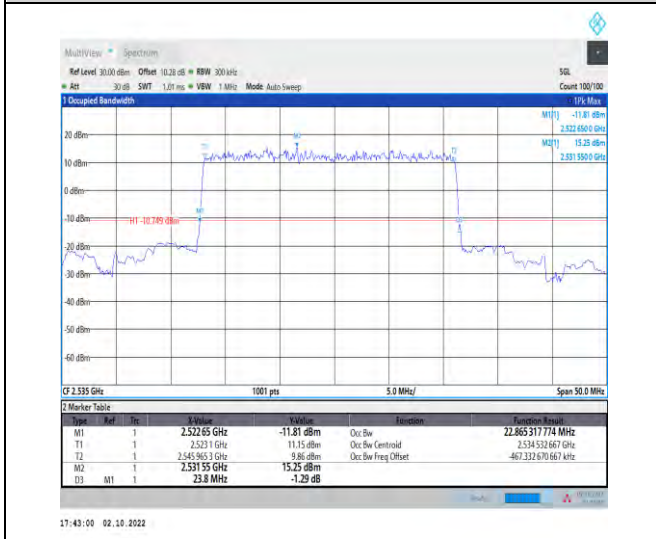 MultiView Spectrum
Ref Level 30.00 dBm Offset 10.28 dB RBW 300 kHz SGL
Att 30 dB SWT 1.01 ms VBW 1 MHz Mode Auto Sweep Count 100/100
1 Occupied Bandwidth 1Pk Max
M1[1] -11.81 dBm
2.522 650 0 GHz
M2[1] 15.25 dBm
2.531 550 0 GHz
20 dBm
M2
T1 T2
10 dBm
0 dBm
M1
-10 dBm
H1 -10.749 dBm
-20 dBm
-30 dBm
-40 dBm
-50 dBm
-60 dBm
CF 2.535 GHz 1001 pts 5.0 MHz/ Span 50.0 MHz
2 Marker Table
Type Ref Trc X-Value Y-Value Function Function Result
M1 1 2.522 65 GHz -11.81 dBm Occ Bw 22.865 317 774 MHz
T1 1 2.523 1 GHz 11.15 dBm Occ Bw Centroid 2.534 532 667 GHz
T2 1 2.545 965 3 GHz 9.86 dBm Occ Bw Freq Offset -467.332 670 667 kHz
M2 1 2.531 55 GHz 15.25 dBm
D3 M1 1 23.8 MHz -1.29 dB
17:43:00 02.10.2022